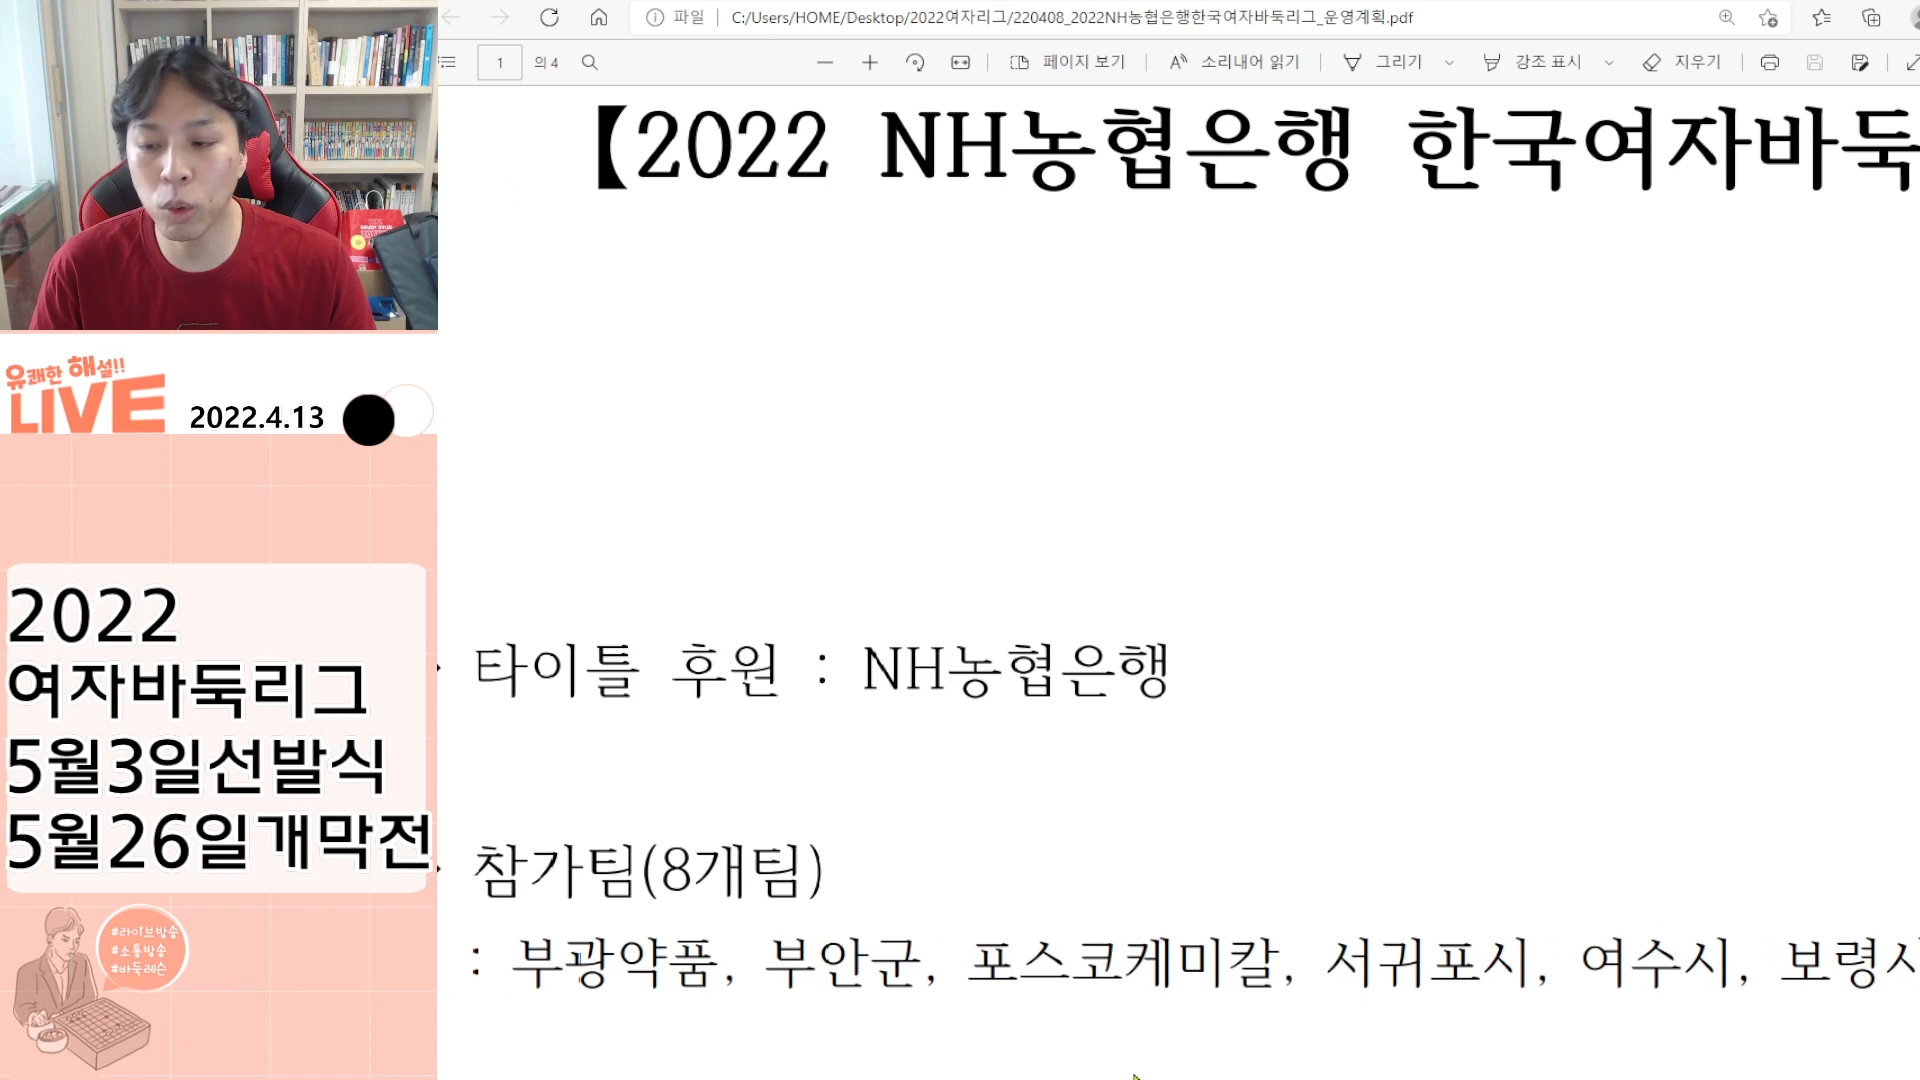 파일
C:/Users/HOME/Desktop/2022여자리그/220408_2022NH농협은행한국여자바둑리그_운영계획.pdf
1 의 4
페이지 보기
소리내어 읽기
그리기
강조 표시
지우기
【2022 NH농협은행 한국여자바둑
타이틀 후원 : NH농협은행
참가팀(8개팀)
: 부광약품, 부안군, 포스코케미칼, 서귀포시, 여수시, 보령시
유쾌한 해설!!
LIVE
2022.4.13
2022
여자바둑리그
5월3일선발식
5월26일개막전
#라이브방송
#소통방송
#바둑레슨